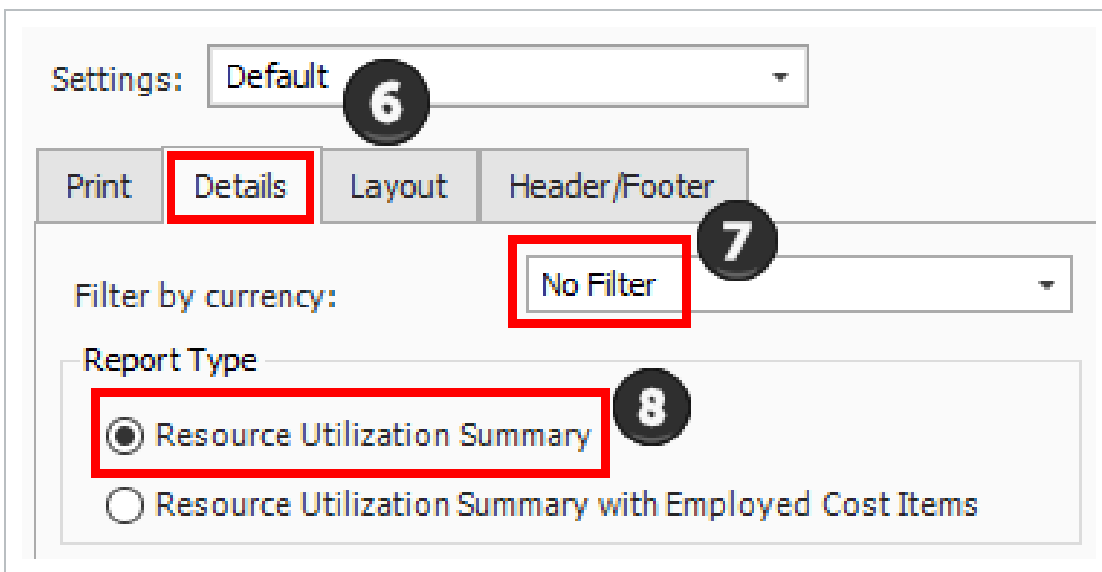 Settings: Default
6
Print Details Layout Header/Footer
7
Filter by currency: No Filter
Report Type
8
Resource Utilization Summary
Resource Utilization Summary with Employed Cost Items